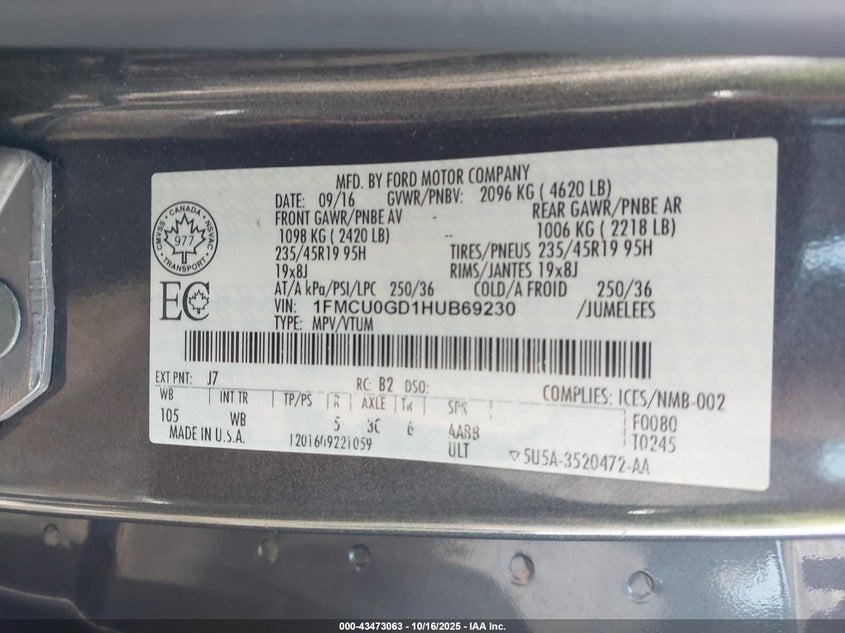 MFD. BY FORD MOTOR COMPANY
DATE: 09/16 GVWR/PNBV: 2096 KG ( 4620 LB)
FRONT GAWR/PNBE AV - REAR GAWR/PNBE AR
1098 KG ( 2420 LB) -- 1006 KG ( 2218 LB)
235/45R19 95H TIRES/PNEUS 235/45R19 95H
19x8J RIMS/JANTES 19x8J
AT/A kPa/PSI/LPC 250/36 COLD/A FROID 250/36
VIN: 1FMCU0GD1HUB69230 /JUMELEES
TYPE: MPV/VTUM
CMVSS • CANADA • NSVAC • TRANSPORT •
977
EC
EXT PNT: J7 RC: B2 DSO: COMPLIES: ICES/NMB-002
WB INT TR TP/PS R AXLE TR SPR F0080
105 WB 5 3C 6 4ARB T0245
MADE IN U.S.A. 1201609221059 ULT 5U5A-3520472-AA
000-43473063 - 10/16/2025 - IAA Inc.